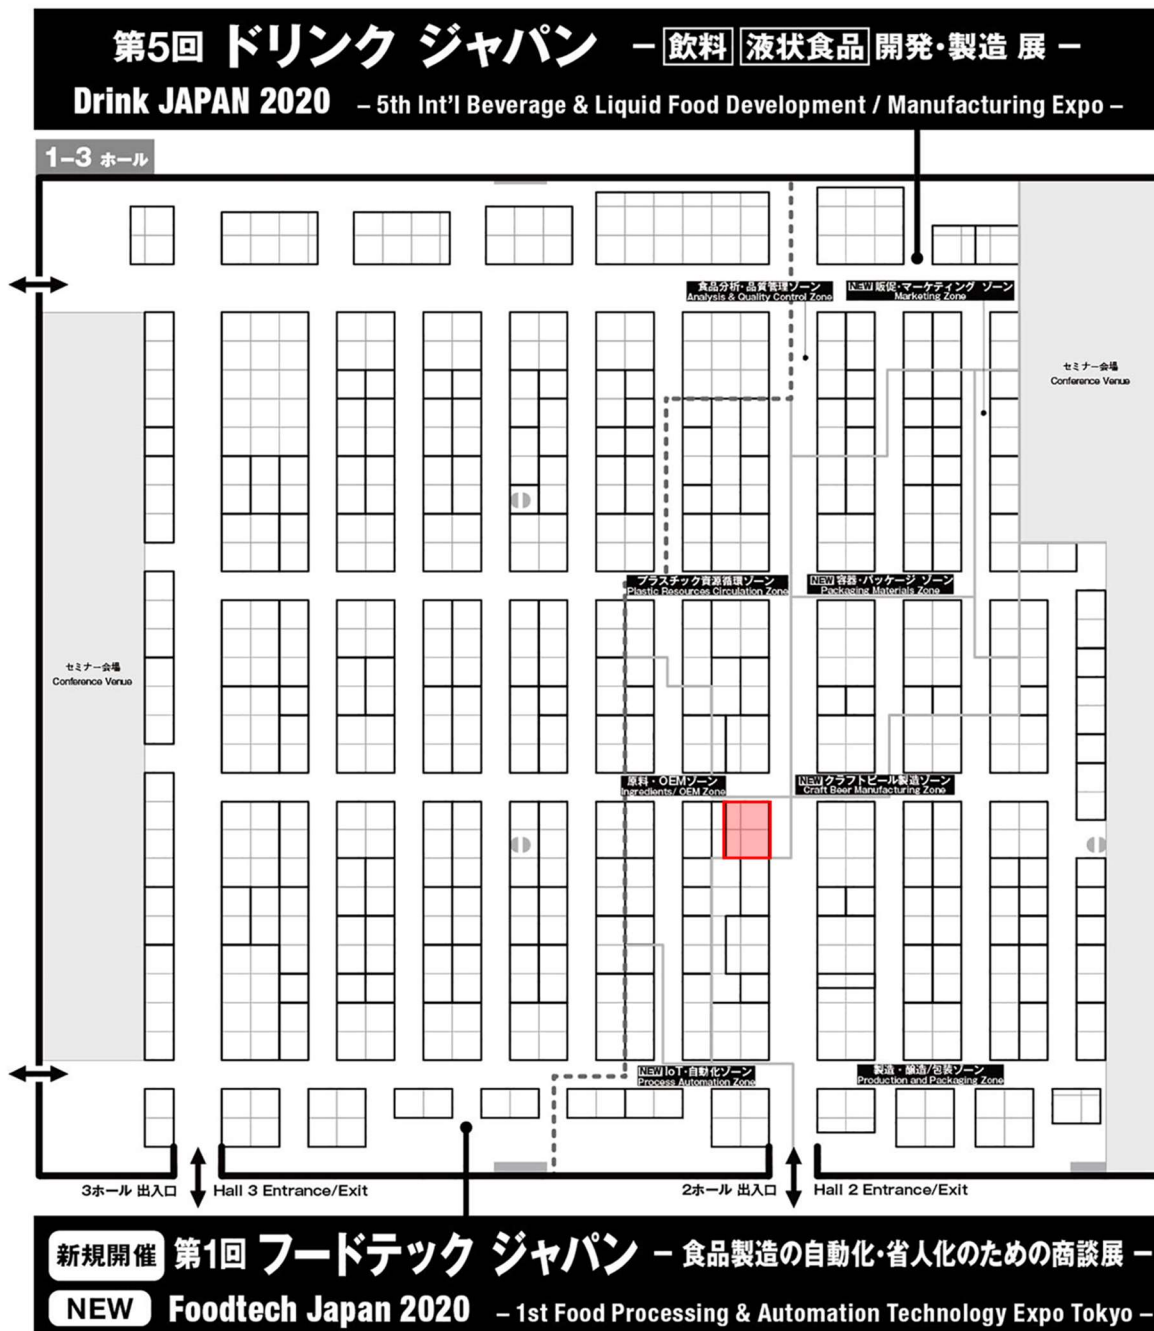 第5回 ドリンク ジャパン －飲料 液状食品 開発・製造 展－
Drink JAPAN 2020 – 5th Int'l Beverage & Liquid Food Development / Manufacturing Expo –
1-3 ホール
食品分析・品質管理ゾーン
Analysis & Quality Control Zone
NEW 販促・マーケティング ゾーン
Marketing Zone
セミナー会場
Conference Venue
プラスチック資源循環ゾーン
Plastic Resources Circulation Zone
NEW 容器・パッケージ ゾーン
Packaging Materials Zone
セミナー会場
Conference Venue
原料・OEMゾーン
Ingredients/ OEM Zone
NEW クラフトビール製造ゾーン
Craft Beer Manufacturing Zone
NEW IoT・自動化ゾーン
Process Automation Zone
製造・醸造/包装ゾーン
Production and Packaging Zone
3ホール 出入口 Hall 3 Entrance/Exit
2ホール 出入口 Hall 2 Entrance/Exit
新規開催 第1回 フードテック ジャパン －食品製造の自動化・省人化のための商談展－
NEW Foodtech Japan 2020 – 1st Food Processing & Automation Technology Expo Tokyo –